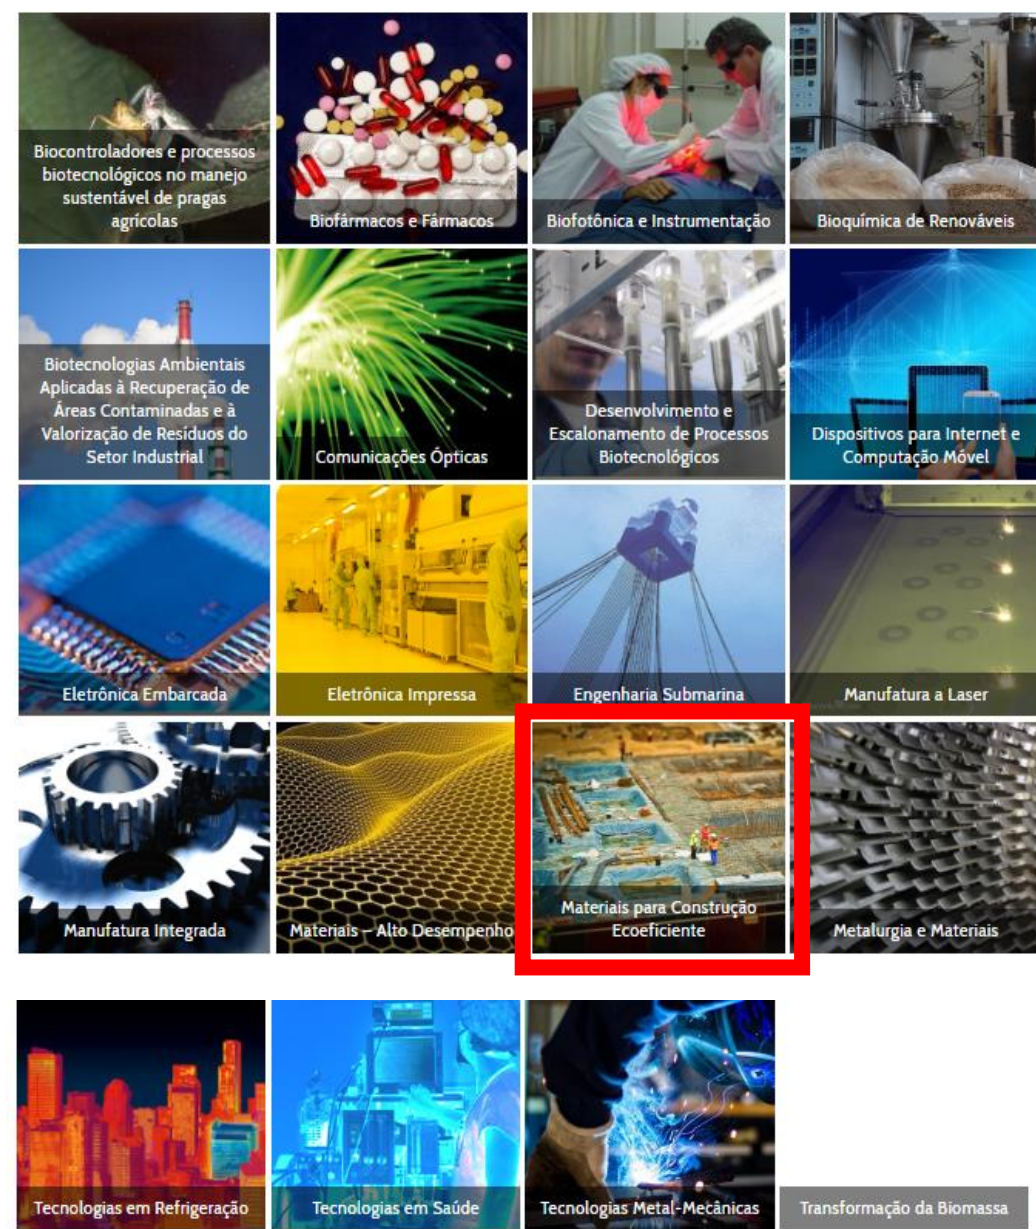 Biocontroladores e processos
biotecnológicos no manejo
sustentável de pragas
agrícolas
Biofármacos e Fármacos
Biofotônica e Instrumentação
Bioquímica de Renováveis
Biotecnologias Ambientais
Aplicadas à Recuperação de
Áreas Contaminadas e à
Valorização de Resíduos do
Setor Industrial
Comunicações Ópticas
Desenvolvimento e
Escalonamento de Processos
Biotecnológicos
Dispositivos para Internet e
Computação Móvel
Eletrônica Embarcada
Eletrônica Impressa
Engenharia Submarina
Manufatura a Laser
Manufatura Integrada
Materiais – Alto Desempenho
Materiais para Construção
Ecoeficiente
Metalurgia e Materiais
Tecnologias em Refrigeração
Tecnologias em Saúde
Tecnologias Metal-Mecânicas
Transformação da Biomassa